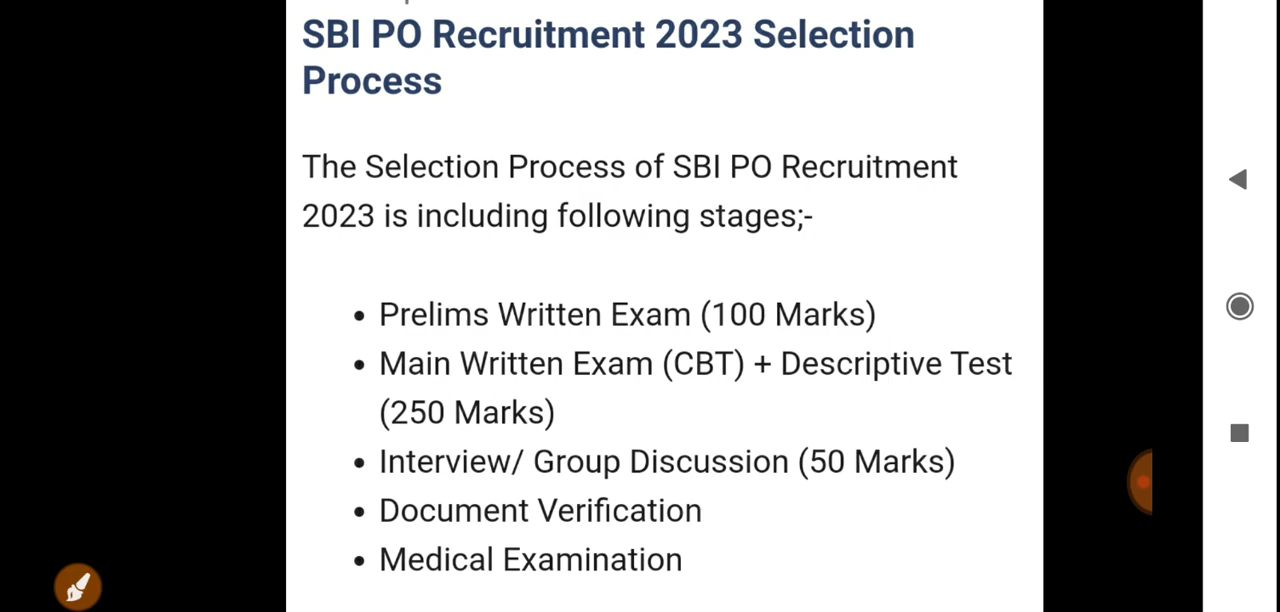 SBI PO Recruitment 2023 Selection
Process
The Selection Process of SBI PO Recruitment
2023 is including following stages;-
• Prelims Written Exam (100 Marks)
• Main Written Exam (CBT) + Descriptive Test
(250 Marks)
• Interview/ Group Discussion (50 Marks)
• Document Verification
• Medical Examination